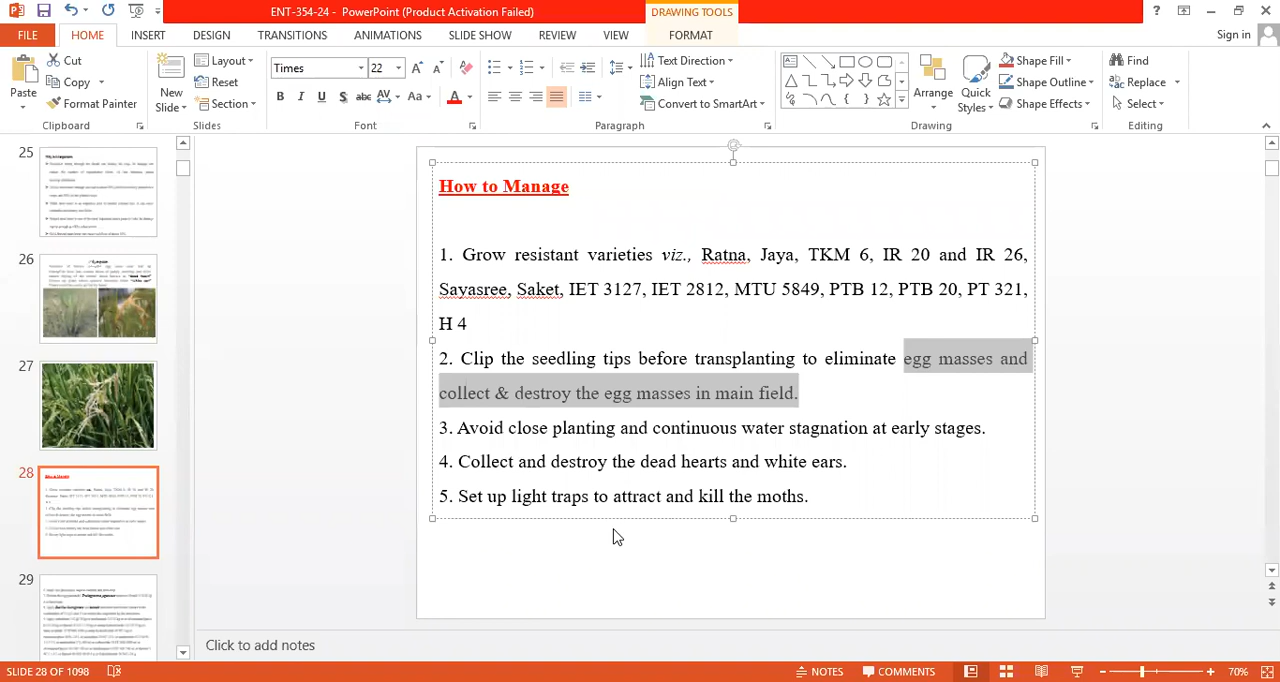 ENT-354-24 - PowerPoint (Product Activation Failed)
DRAWING TOOLS
FILE HOME INSERT DESIGN TRANSITIONS ANIMATIONS SLIDE SHOW REVIEW VIEW FORMAT Sign in
Paste
Cut
Copy
Format Painter
Clipboard
New
Slide
Layout
Reset
Section
Slides
Times 22
Font
Text Direction
Align Text
Convert to SmartArt
Paragraph
Arrange
Quick
Styles
Shape Fill
Shape Outline
Shape Effects
Drawing
Find
Replace
Select
Editing
25
26
27
28
29
How to Manage
1. Grow resistant varieties viz., Ratna, Jaya, TKM 6, IR 20 and IR 26,
Sayasree, Saket, IET 3127, IET 2812, MTU 5849, PTB 12, PTB 20, PT 321,
H 4
2. Clip the seedling tips before transplanting to eliminate egg masses and
collect & destroy the egg masses in main field.
3. Avoid close planting and continuous water stagnation at early stages.
4. Collect and destroy the dead hearts and white ears.
5. Set up light traps to attract and kill the moths.
Click to add notes
SLIDE 28 OF 1098 NOTES COMMENTS 70%